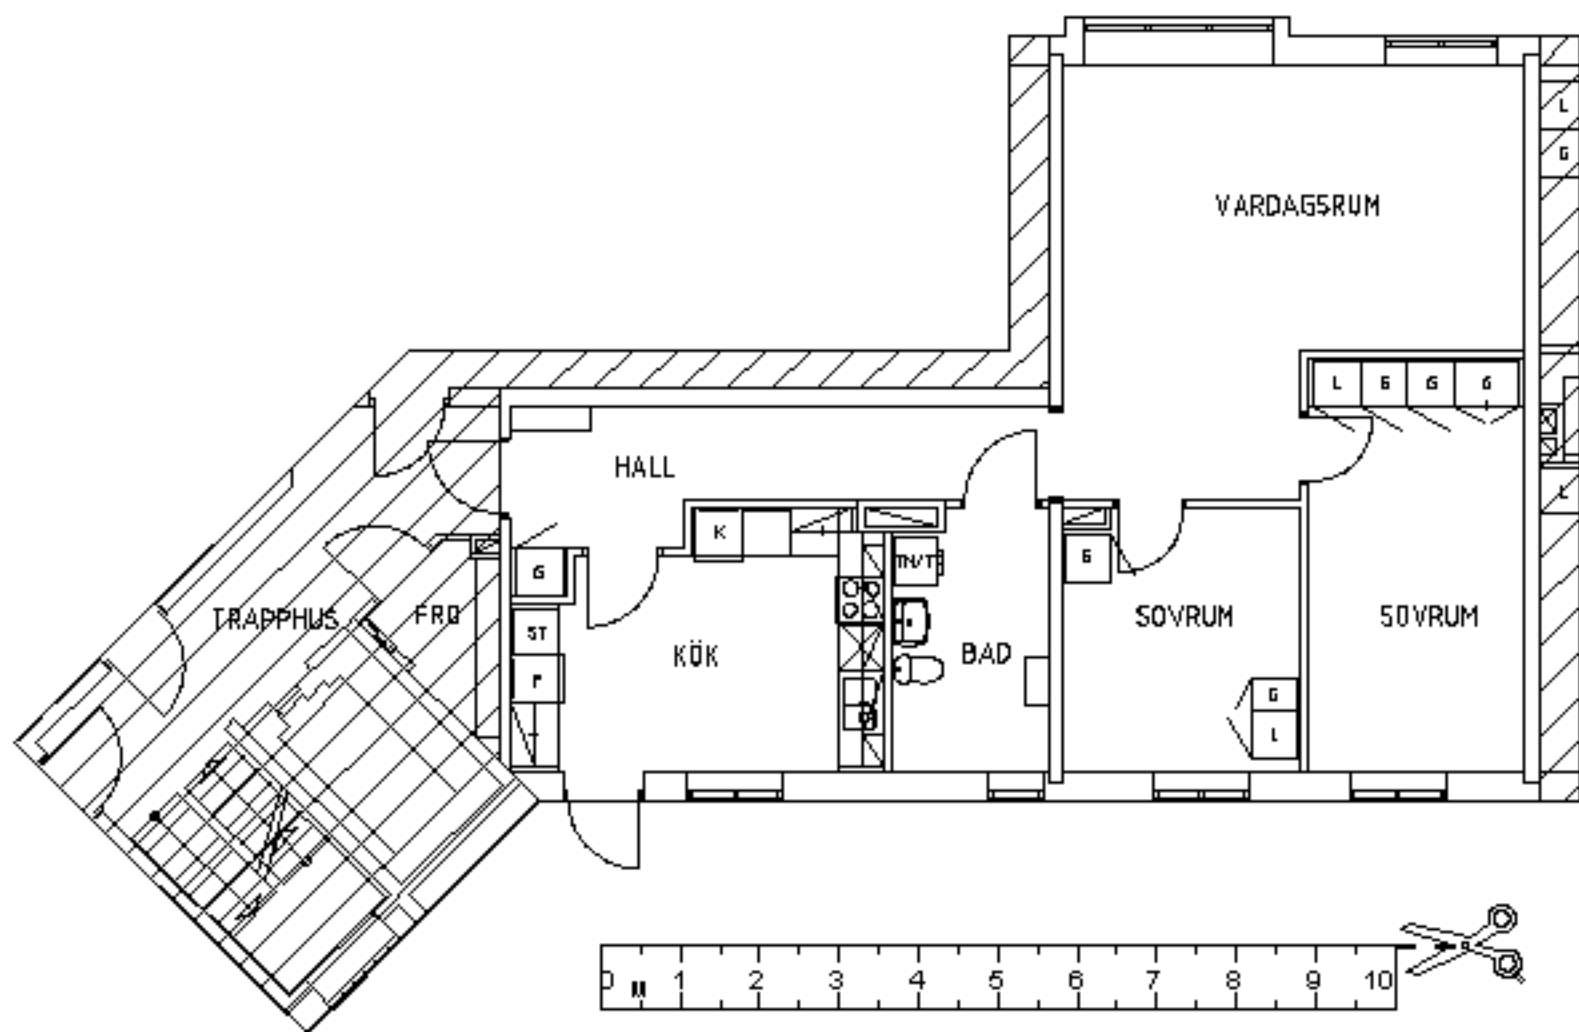 L
G
VARDAGSRUM
L G G G
HALL
L
K
G
TM/T
G
TRAPPHUS
FRD
ST
KÖK
BAD
SOVRUM
SOVRUM
F
G
L
0 M 1 2 3 4 5 6 7 8 9 10